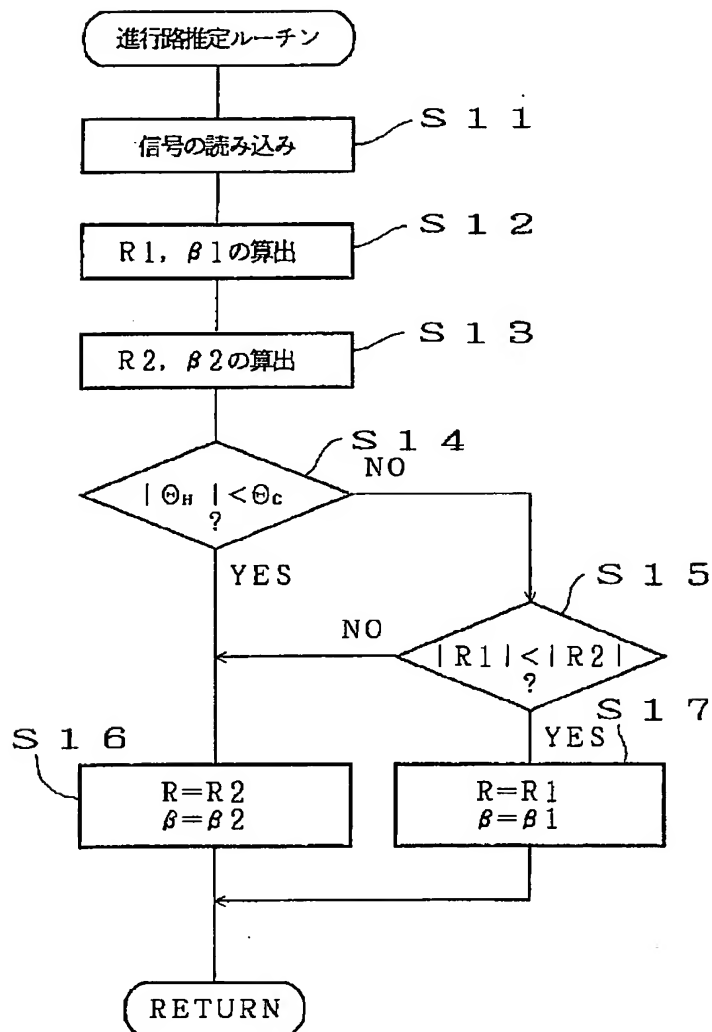 進行路推定ルーチン
S11
信号の読み込み
S12
R1, β1の算出
S13
R2, β2の算出
S14
NO
|ΘH|<ΘC
?
YES
S15
NO
|R1|<|R2|
?
S17
S16
YES
R=R2
β=β2
R=R1
β=β1
RETURN